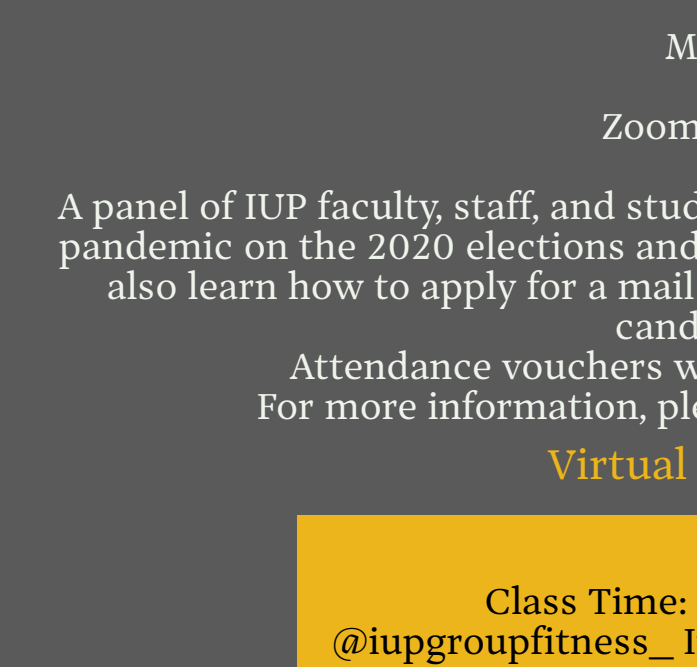 M
Zoom
A panel of IUP faculty, staff, and stud
pandemic on the 2020 elections and
also learn how to apply for a mail
cand
Attendance vouchers w
For more information, ple
Virtual
Class Time:
@iupgroupfitness_ I